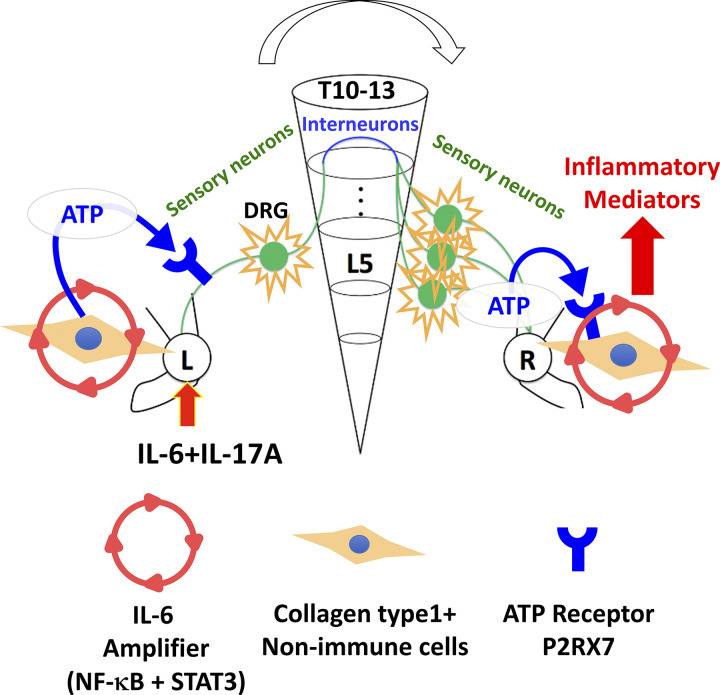 T10-13
Interneurons
Sensory neurons
Sensory neurons
Inflammatory
Mediators
ATP
DRG
L5
ATP
L
R
IL-6+IL-17A
IL-6
Amplifier
(NF-κB + STAT3)
Collagen type1+
Non-immune cells
ATP Receptor
P2RX7